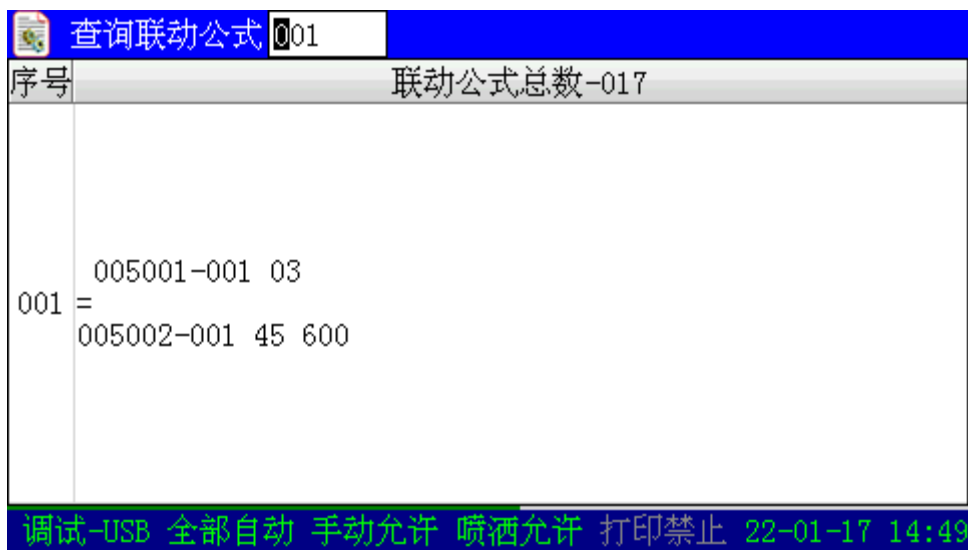 查询联动公式 001
序号 联动公式总数-017
005001-001 03
001 =
005002-001 45 600
调试-USB 全部自动 手动允许 喷洒允许 打印禁止 22-01-17 14:49